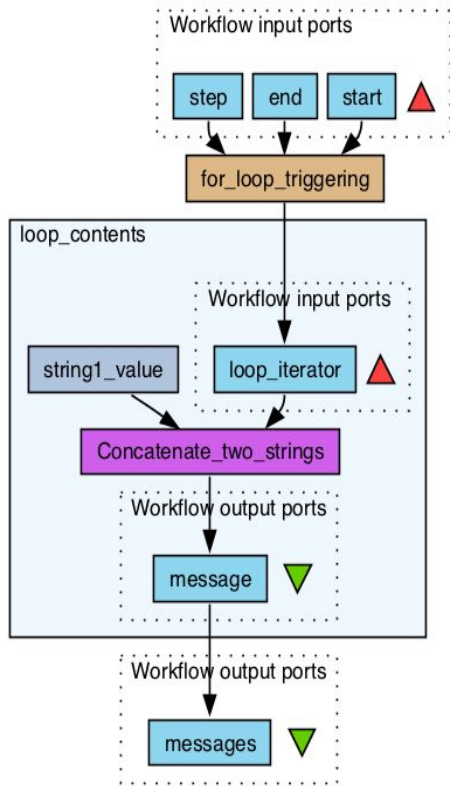 Workflow input ports
step end start
for_loop_triggering
loop_contents
Workflow input ports
string1_value loop_iterator
Concatenate_two_strings
Workflow output ports
message
Workflow output ports
messages